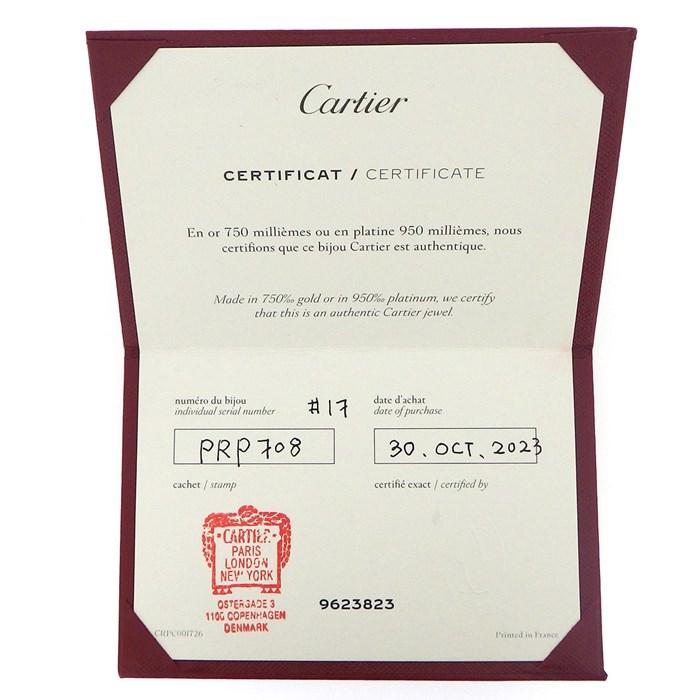 Cartier
CERTIFICAT / CERTIFICATE
En or 750 millièmes ou en platine 950 millièmes, nous
certifions que ce bijou Cartier est authentique.
Made in 750‰ gold or in 950‰ platinum, we certify
that this is an authentic Cartier jewel.
numéro du bijou
individual serial number
#17
date d'achat
date of purchase
PRP708
30. OCT. 2023
cachet / stamp
certifié exact / certified by
CARTIER
PARIS
LONDON
NEW YORK
OSTERGADE 3
1100 COPENHAGEN
DENMARK
9623823
CRPC001726
Printed in France